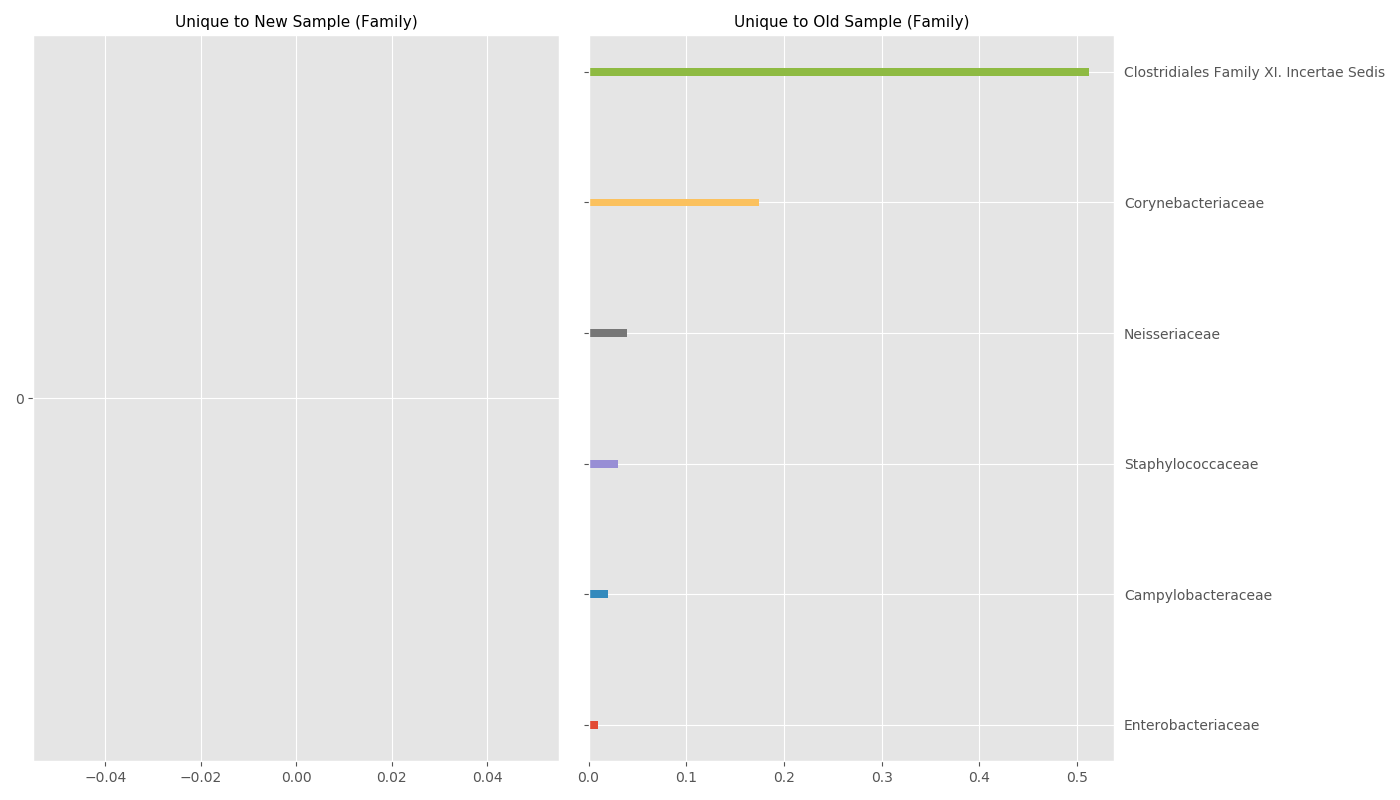 Unique to New Sample (Family)
Unique to Old Sample (Family)
Clostridiales Family XI. Incertae Sedis
Corynebacteriaceae
Neisseriaceae
0
Staphylococcaceae
Campylobacteraceae
Enterobacteriaceae
−0.04 −0.02 0.00 0.02 0.04
0.0 0.1 0.2 0.3 0.4 0.5